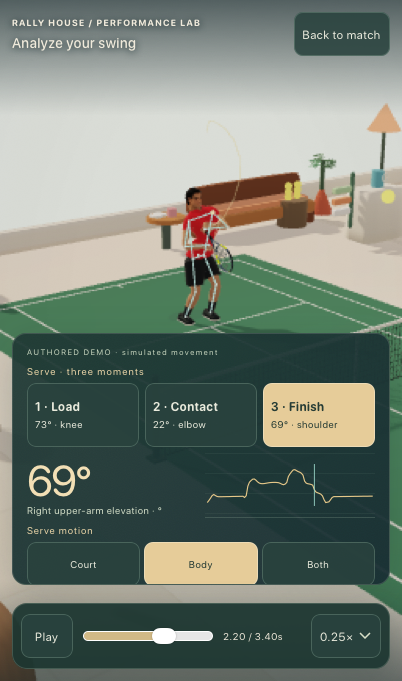 RALLY HOUSE / PERFORMANCE LAB
Analyze your swing
Back to match
AUTHORED DEMO · simulated movement
Serve · three moments
1 · Load
73° · knee
2 · Contact
22° · elbow
3 · Finish
69° · shoulder
69°
Right upper-arm elevation · °
Serve motion
Court
Body
Both
Play
2.20 / 3.40s
0.25×